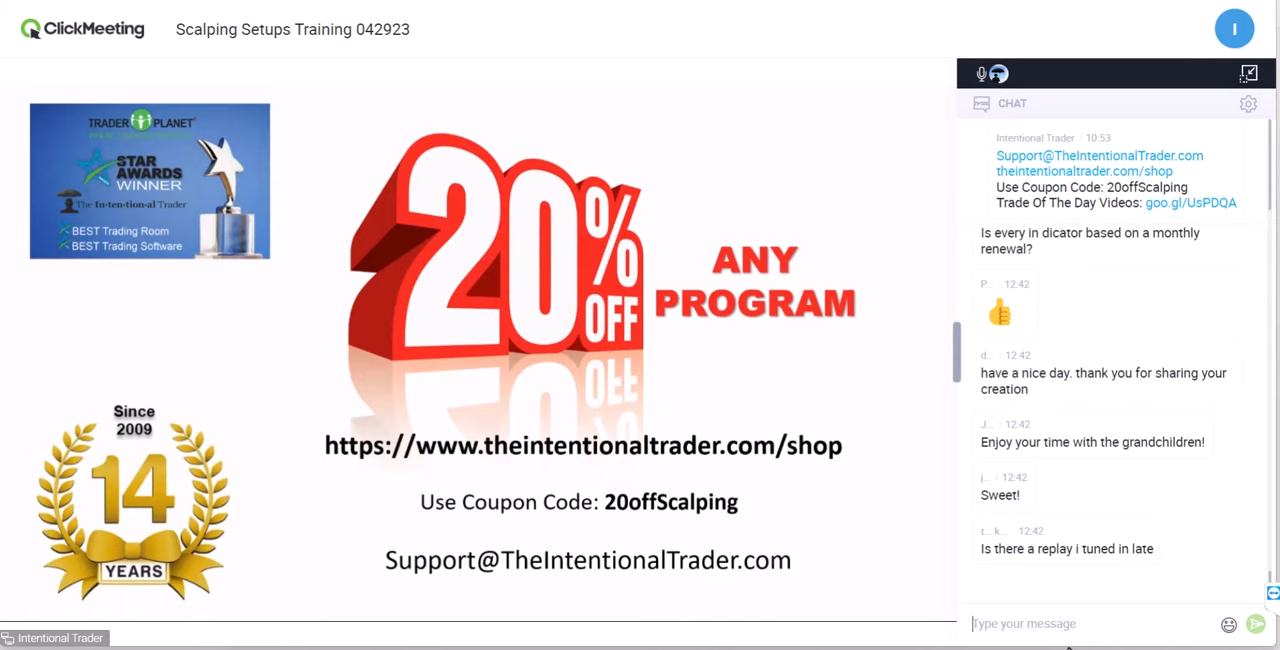 ClickMeeting
Scalping Setups Training 042923
I
TRADER PLANET
STAR
AWARDS
WINNER
The In·ten·tion·al Trader
BEST Trading Room
BEST Trading Software
20%
OFF
ANY
PROGRAM
Since
2009
14
YEARS
https://www.theintentionaltrader.com/shop
Use Coupon Code: 20offScalping
Support@TheIntentionalTrader.com
Intentional Trader
CHAT
Intentional Trader 10:53
Support@TheIntentionalTrader.com
theintentionaltrader.com/shop
Use Coupon Code: 20offScalping
Trade Of The Day Videos: goo.gl/UsPDQA
Is every in dicator based on a monthly
renewal?
P... 12:42
d... 12:42
have a nice day. thank you for sharing your
creation
J... 12:42
Enjoy your time with the grandchildren!
j... 12:42
Sweet!
t... k... 12:42
Is there a replay i tuned in late
Type your message